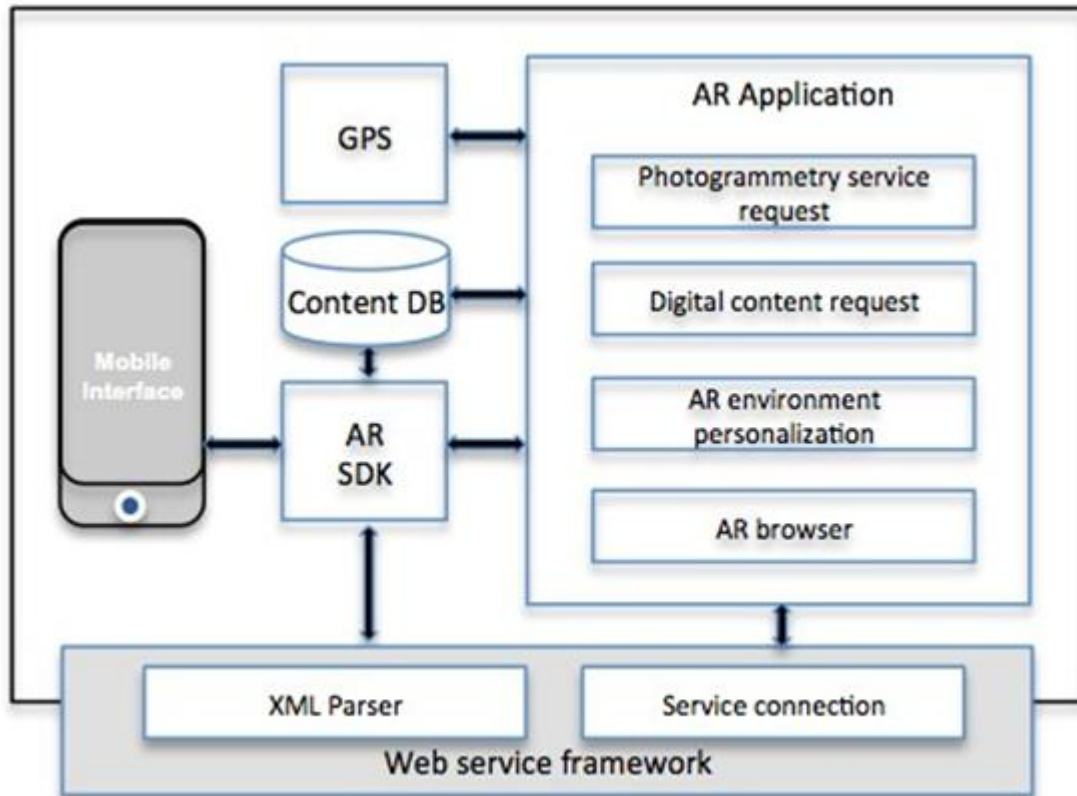 GPS
AR Application
Photogrammetry service
request
Content DB
Digital content request
Mobile
Interface
AR
SDK
AR environment
personalization
AR browser
XML Parser
Service connection
Web service framework